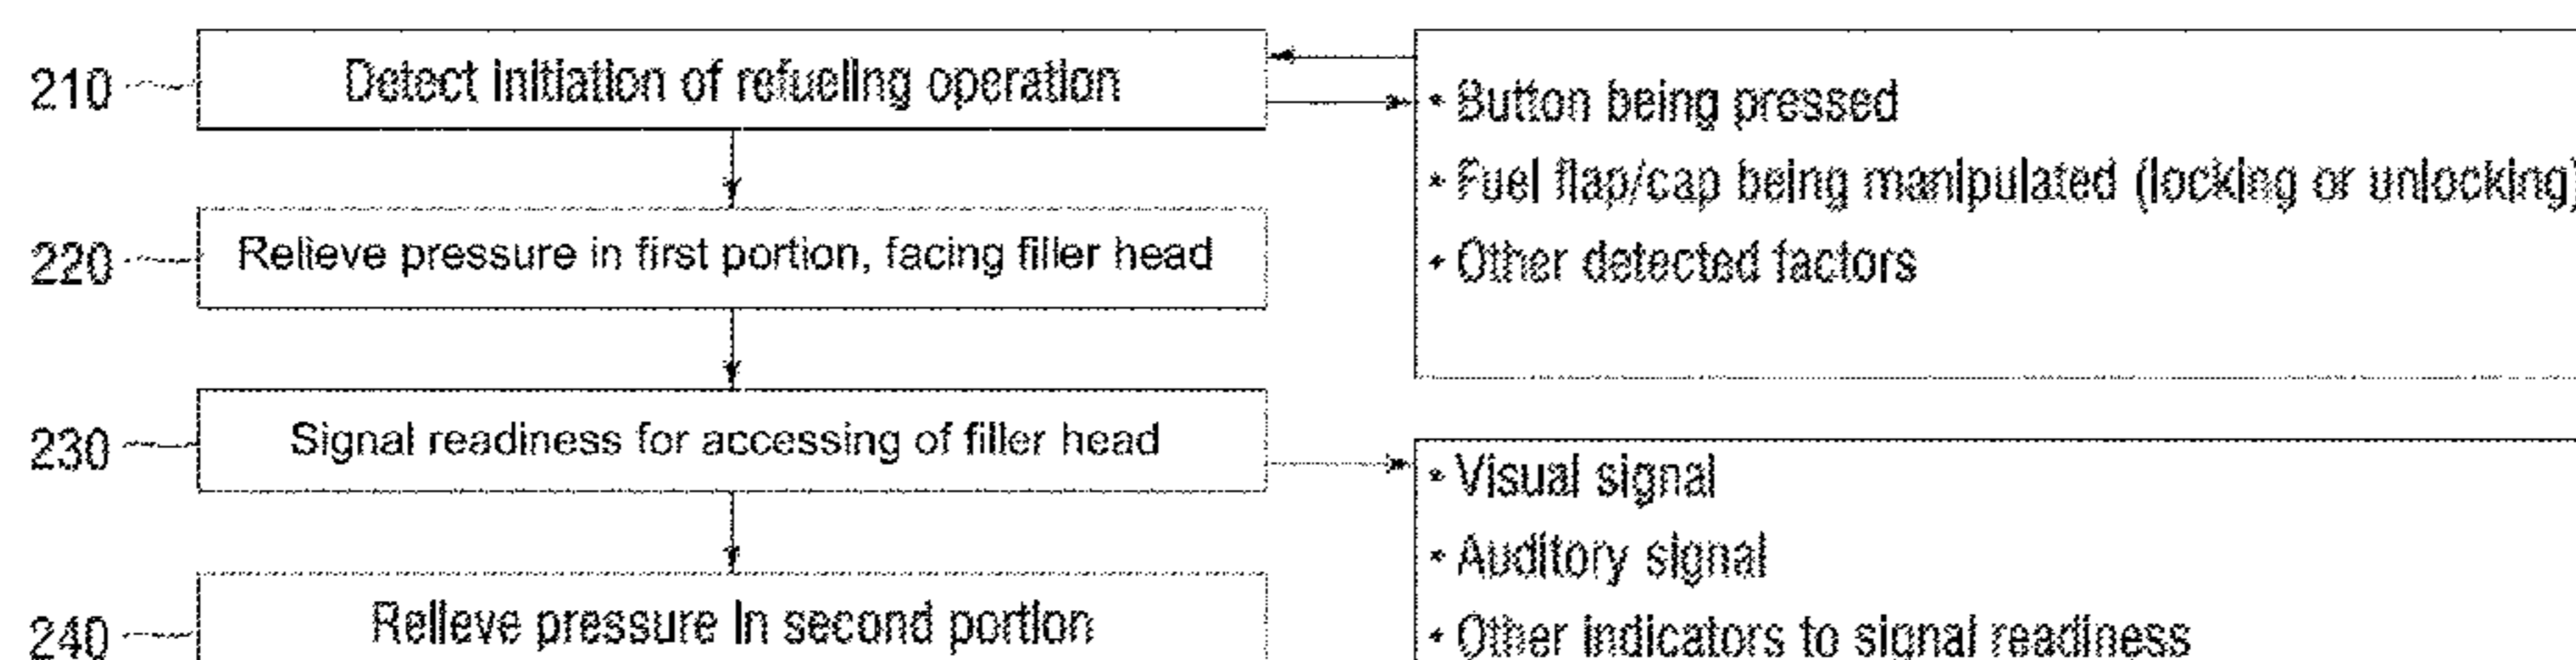 210
Detect initiation of refueling operation
• Button being pressed
• Fuel flap/cap being manipulated (locking or unlocking)
• Other detected factors
220
Relieve pressure in first portion, facing filler head
230
Signal readiness for accessing of filler head
• Visual signal
• Auditory signal
• Other indicators to signal readiness
240
Relieve pressure in second portion